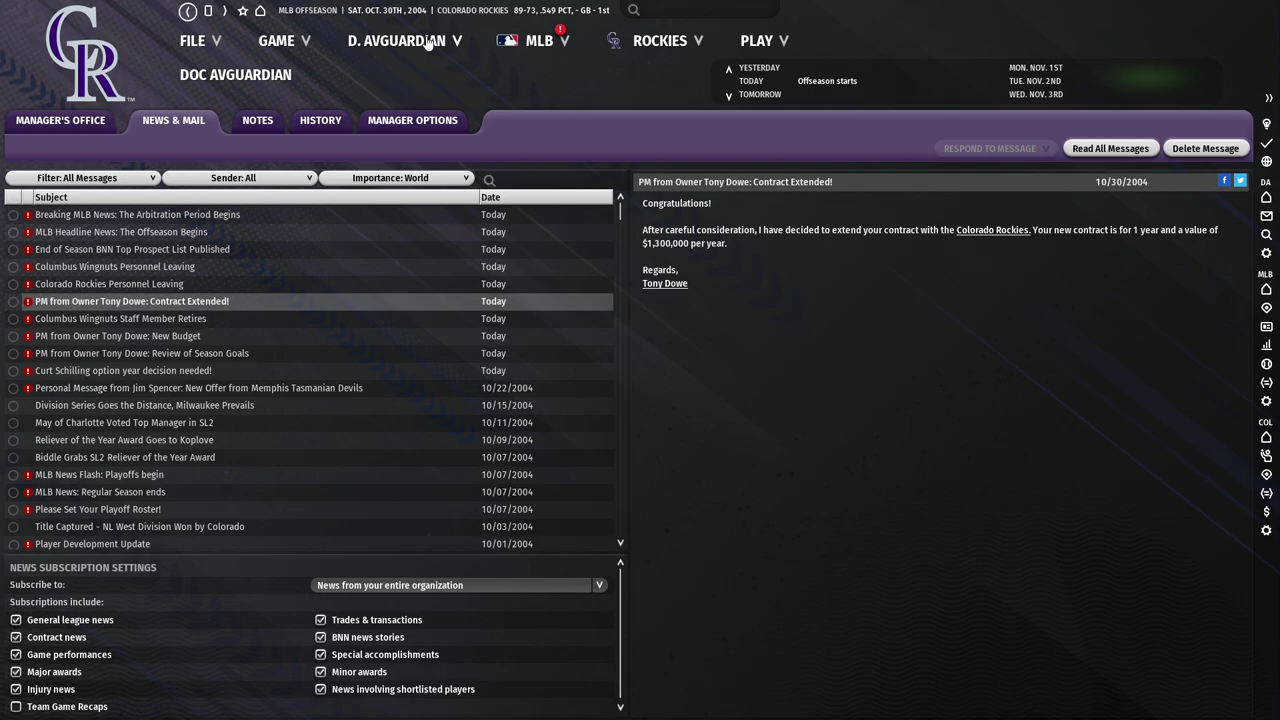 MLB OFFSEASON | SAT. OCT. 30TH , 2004 | COLORADO ROCKIES 89-73, .549 PCT, - GB - 1st
FILE GAME D. AVGUARDIAN MLB ! ROCKIES PLAY
CR TM
DOC AVGUARDIAN
YESTERDAY MON. NOV. 1ST
TODAY Offseason starts TUE. NOV. 2ND
TOMORROW WED. NOV. 3RD
MANAGER'S OFFICE NEWS & MAIL NOTES HISTORY MANAGER OPTIONS
RESPOND TO MESSAGE Read All Messages Delete Message
Filter: All Messages Sender: All Importance: World
Subject Date
Breaking MLB News: The Arbitration Period Begins Today
MLB Headline News: The Offseason Begins Today
End of Season BNN Top Prospect List Published Today
Columbus Wingnuts Personnel Leaving Today
Colorado Rockies Personnel Leaving Today
PM from Owner Tony Dowe: Contract Extended! Today
Columbus Wingnuts Staff Member Retires Today
PM from Owner Tony Dowe: New Budget Today
PM from Owner Tony Dowe: Review of Season Goals Today
Curt Schilling option year decision needed! Today
Personal Message from Jim Spencer: New Offer from Memphis Tasmanian Devils 10/22/2004
Division Series Goes the Distance, Milwaukee Prevails 10/15/2004
May of Charlotte Voted Top Manager in SL2 10/11/2004
Reliever of the Year Award Goes to Koplove 10/09/2004
Biddle Grabs SL2 Reliever of the Year Award 10/07/2004
MLB News Flash: Playoffs begin 10/07/2004
MLB News: Regular Season ends 10/07/2004
Please Set Your Playoff Roster! 10/07/2004
Title Captured - NL West Division Won by Colorado 10/03/2004
Player Development Update 10/01/2004
PM from Owner Tony Dowe: Contract Extended! 10/30/2004
Congratulations!
After careful consideration, I have decided to extend your contract with the Colorado Rockies. Your new contract is for 1 year and a value of
$1,300,000 per year.
Regards,
Tony Dowe
NEWS SUBSCRIPTION SETTINGS
Subscribe to: News from your entire organization
Subscriptions include:
General league news Trades & transactions
Contract news BNN news stories
Game performances Special accomplishments
Major awards Minor awards
Injury news News involving shortlisted players
Team Game Recaps
DA
MLB
COL